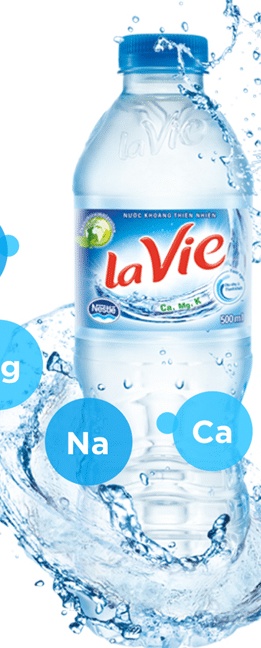 la Vie
NƯỚC KHOÁNG THIÊN NHIÊN
la Vie
Ca, Mg, K
Nestlé
500 ml
g
Na
Ca